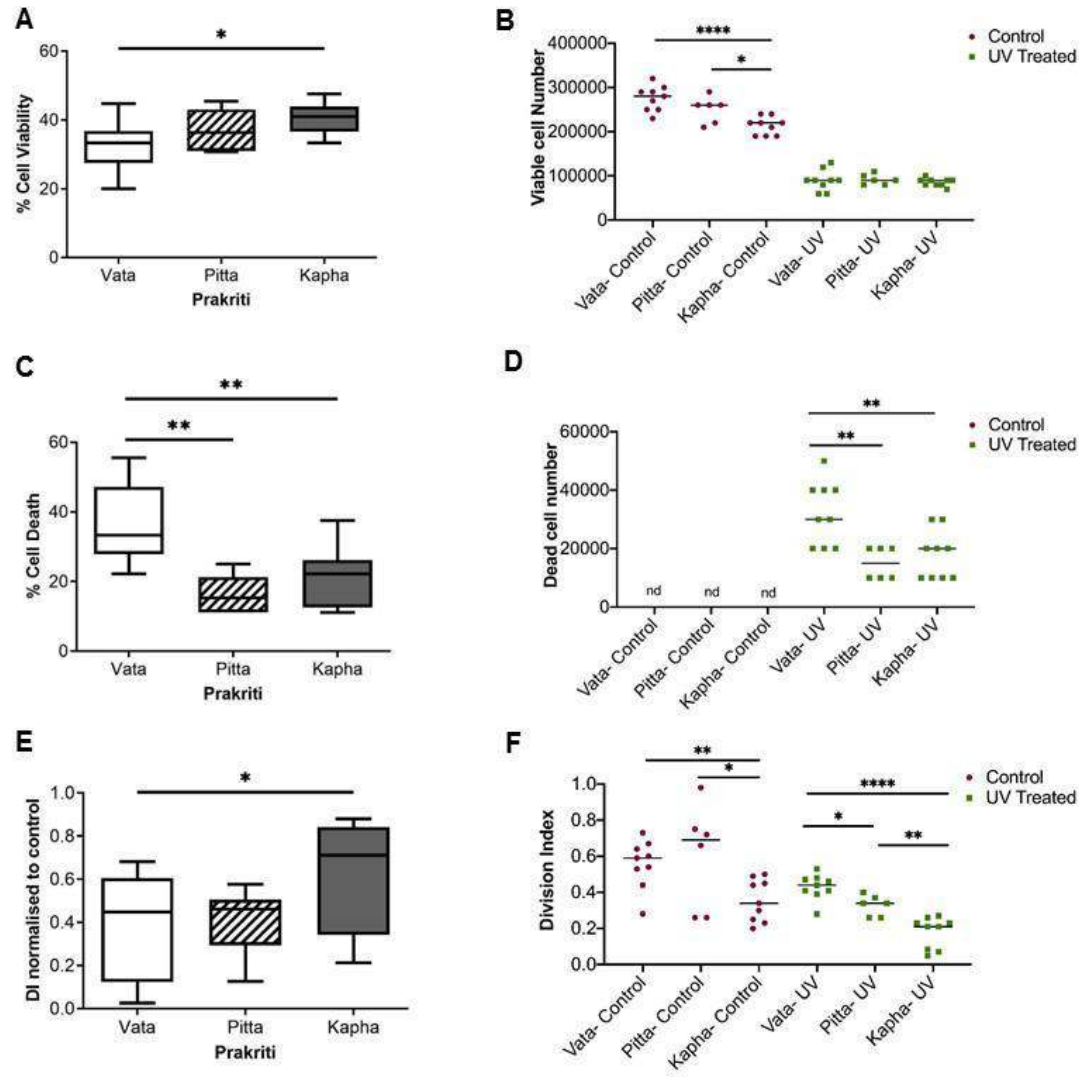 A
*
60
40
20
0
% Cell Viability
Vata Pitta Kapha
Prakriti
B
Control
UV Treated
****
*
400000
300000
200000
100000
0
Viable cell Number
Vata- Control
Pitta- Control
Kapha- Control
Vata- UV
Pitta- UV
Kapha- UV
C
**
**
60
40
20
0
% Cell Death
Vata Pitta Kapha
Prakriti
D
Control
UV Treated
**
**
60000
40000
20000
0
Dead cell number
nd nd nd
Vata- Control
Pitta- Control
Kapha- Control
Vata- UV
Pitta- UV
Kapha- UV
E
*
1.0
0.8
0.6
0.4
0.2
0.0
DI normalised to control
Vata Pitta Kapha
Prakriti
F
Control
UV Treated
**
*
****
*
**
1.0
0.8
0.6
0.4
0.2
0.0
Division Index
Vata- Control
Pitta- Control
Kapha- Control
Vata- UV
Pitta- UV
Kapha- UV